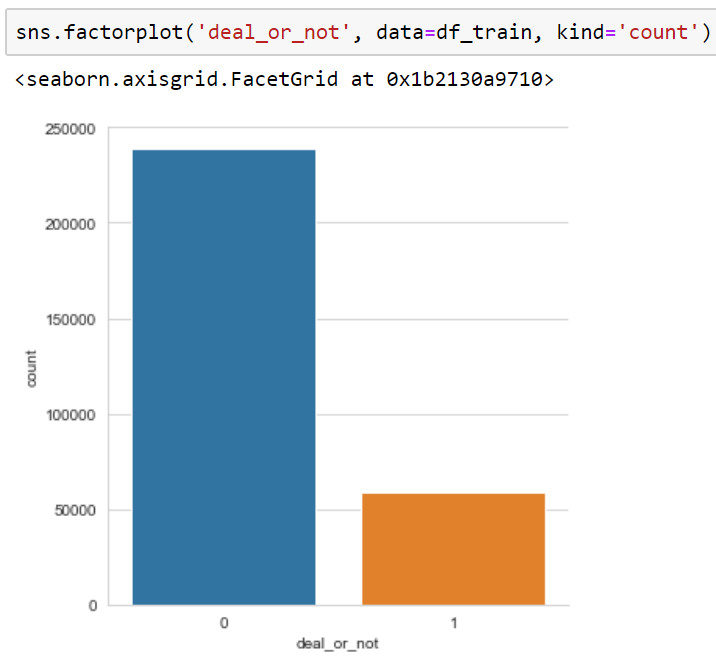 sns.factorplot('deal_or_not', data=df_train, kind='count')
<seaborn.axisgrid.FacetGrid at 0x1b2130a9710>
250000
200000
150000
100000
50000
0
count
0 1
deal_or_not